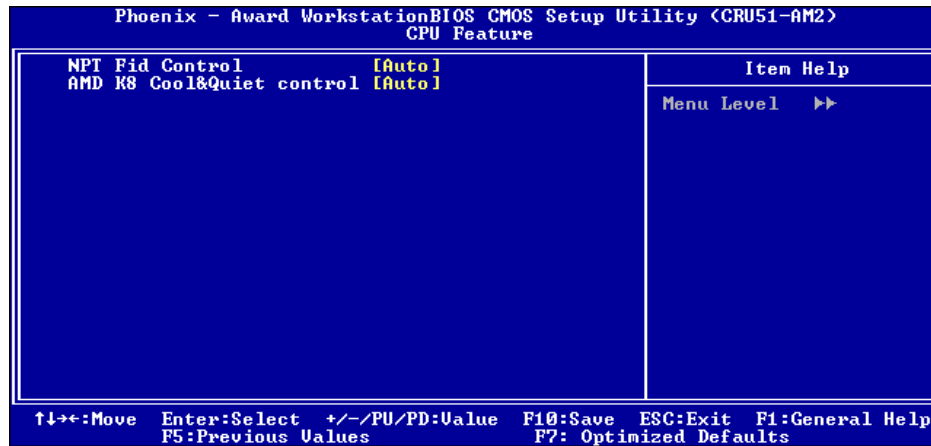 Phoenix - Award WorkstationBIOS CMOS Setup Utility (CRU51-AM2)
CPU Feature
NPT Fid Control [Auto]
AMD K8 Cool&Quiet control [Auto]
Item Help
Menu Level ▶▶
↑↓→←:Move Enter:Select +/-/PU/PD:Value F10:Save ESC:Exit F1:General Help
F5:Previous Values F7: Optimized Defaults